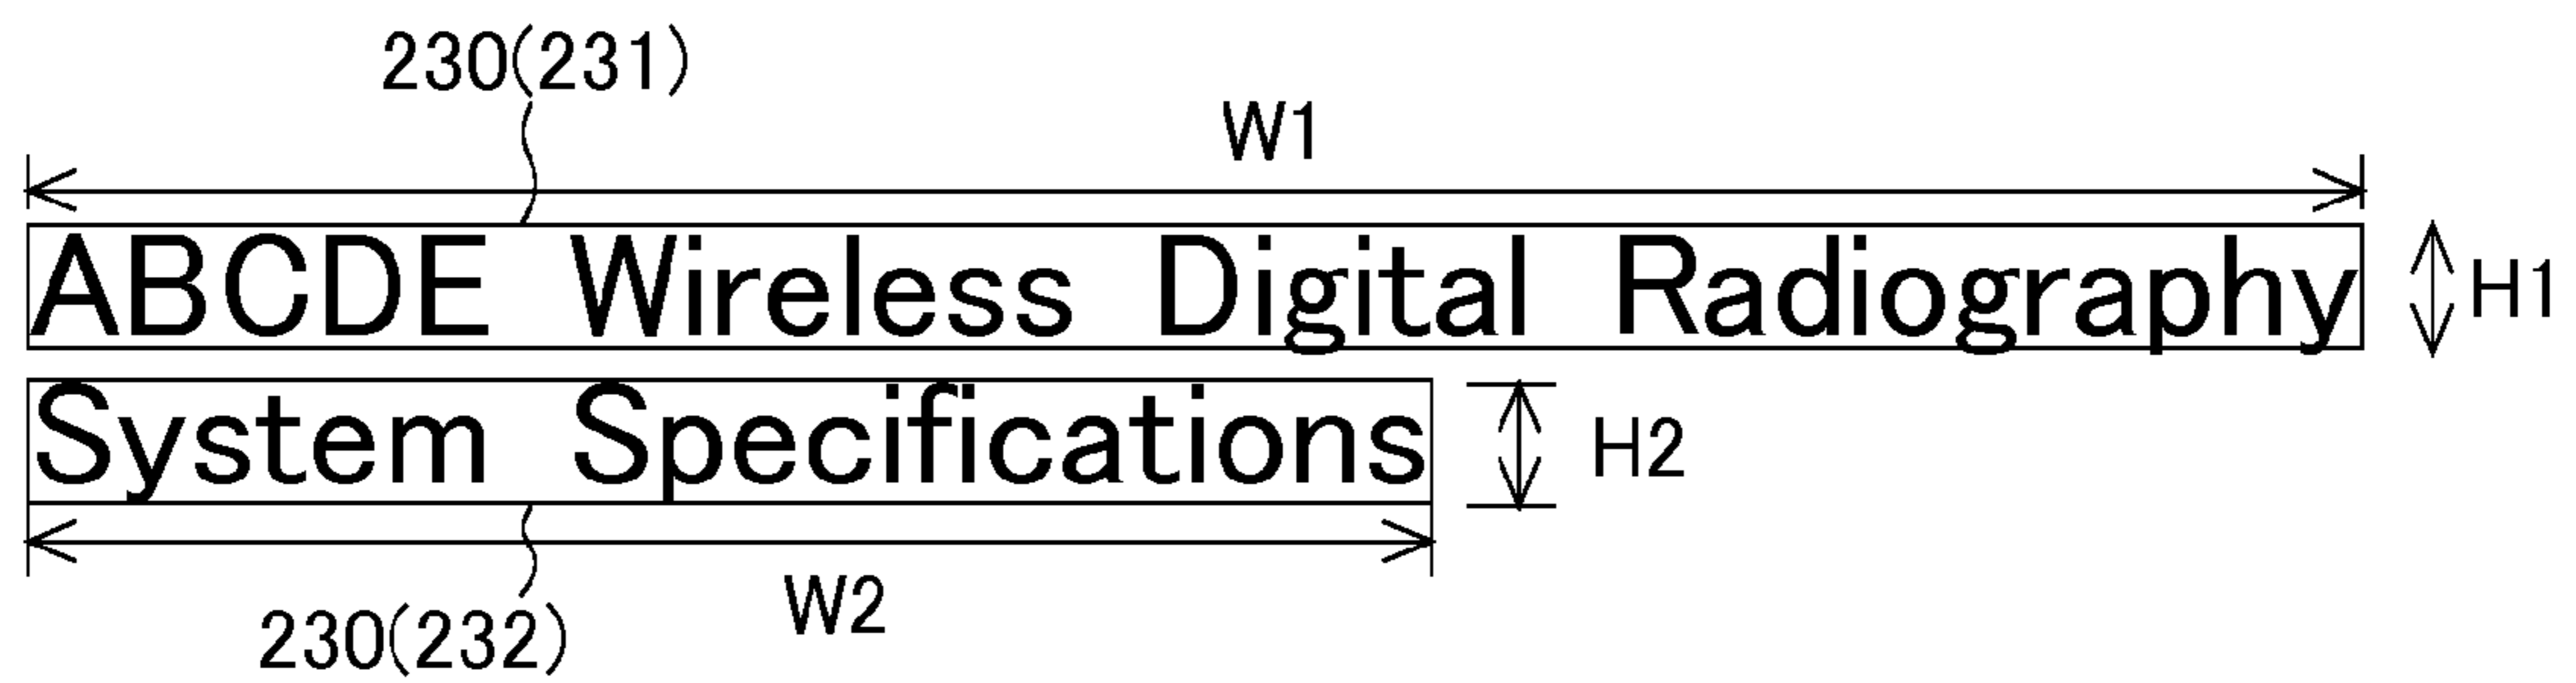 230(231)
W1
ABCDE Wireless Digital Radiography
H1
System Specifications
H2
W2
230(232)